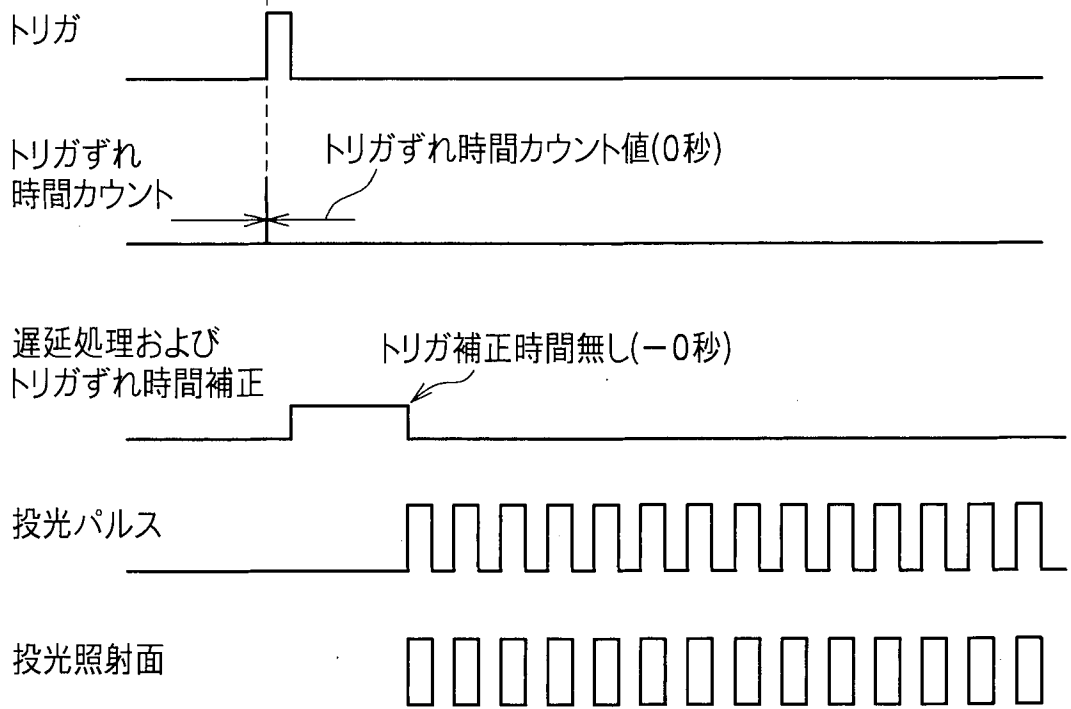 トリガ
トリガずれ
時間カウント
トリガずれ時間カウント値(0秒)
遅延処理および
トリガずれ時間補正
トリガ補正時間無し(−0秒)
投光パルス
投光照射面